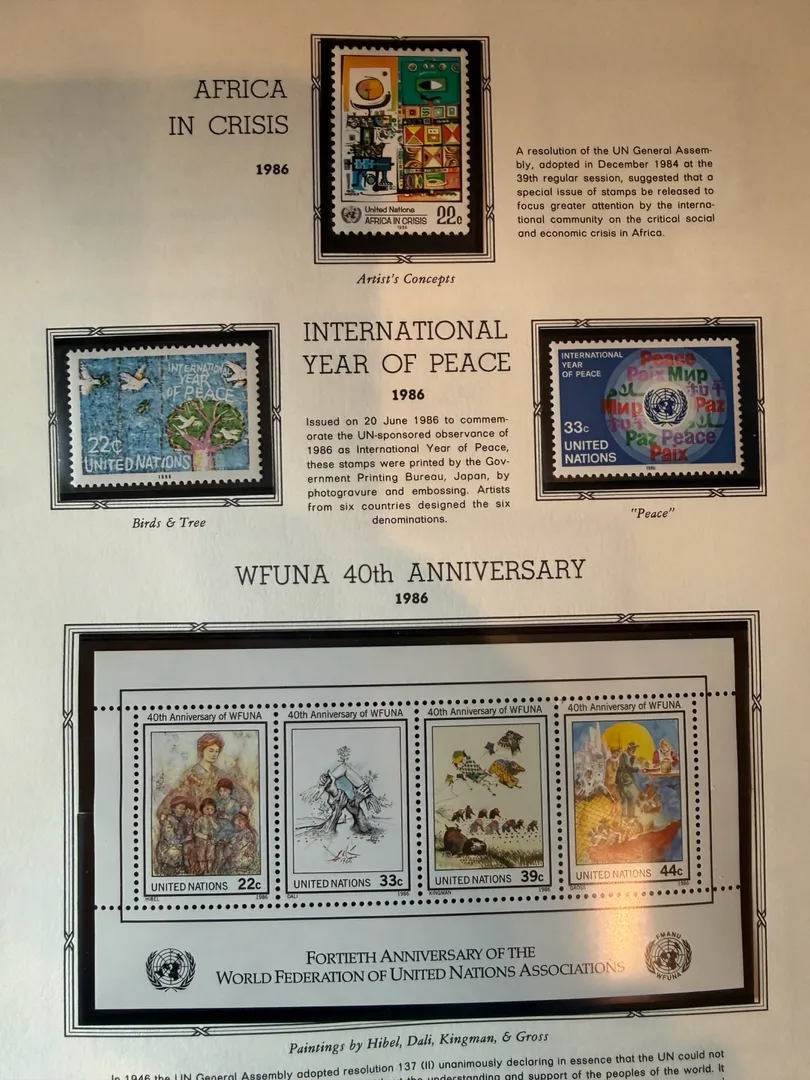 AFRICA
IN CRISIS
1986
United Nations
AFRICA IN CRISIS
22c
1986
A resolution of the UN General Assem-
bly, adopted in December 1984 at the
39th regular session, suggested that a
special issue of stamps be released to
focus greater attention by the interna-
tional community on the critical social
and economic crisis in Africa.
Artist's Concepts
INTERNATIONAL
YEAR OF PEACE
1986
Issued on 20 June 1986 to commem-
orate the UN-sponsored observance of
1986 as International Year of Peace,
these stamps were printed by the Gov-
ernment Printing Bureau, Japan, by
photogravure and embossing. Artists
from six countries designed the six
denominations.
INTERNATIONAL
YEAR
OF PEACE
22¢
UNITED NATIONS
1986
Birds & Tree
INTERNATIONAL
YEAR
OF PEACE
Peace
Paix Мир
和平
Мир
Paz
Paz Peace
Paix
33c
UNITED
NATIONS
1986
"Peace"
WFUNA 40th ANNIVERSARY
1986
40th Anniversary of WFUNA
UNITED NATIONS 22c
HIBEL 1986
40th Anniversary of WFUNA
UNITED NATIONS 33c
DALI 1986
40th Anniversary of WFUNA
UNITED NATIONS 39c
KINGMAN 1986
40th Anniversary of WFUNA
UNITED NATIONS 44c
GROSS 1986
FORTIETH ANNIVERSARY OF THE
WORLD FEDERATION OF UNITED NATIONS ASSOCIATIONS
FMANU
WFUNA
Paintings by Hibel, Dali, Kingman, & Gross
In 1946 the UN General Assembly adopted resolution 137 (II) unanimously declaring in essence that the UN could not
the understanding and support of the peoples of the world. It